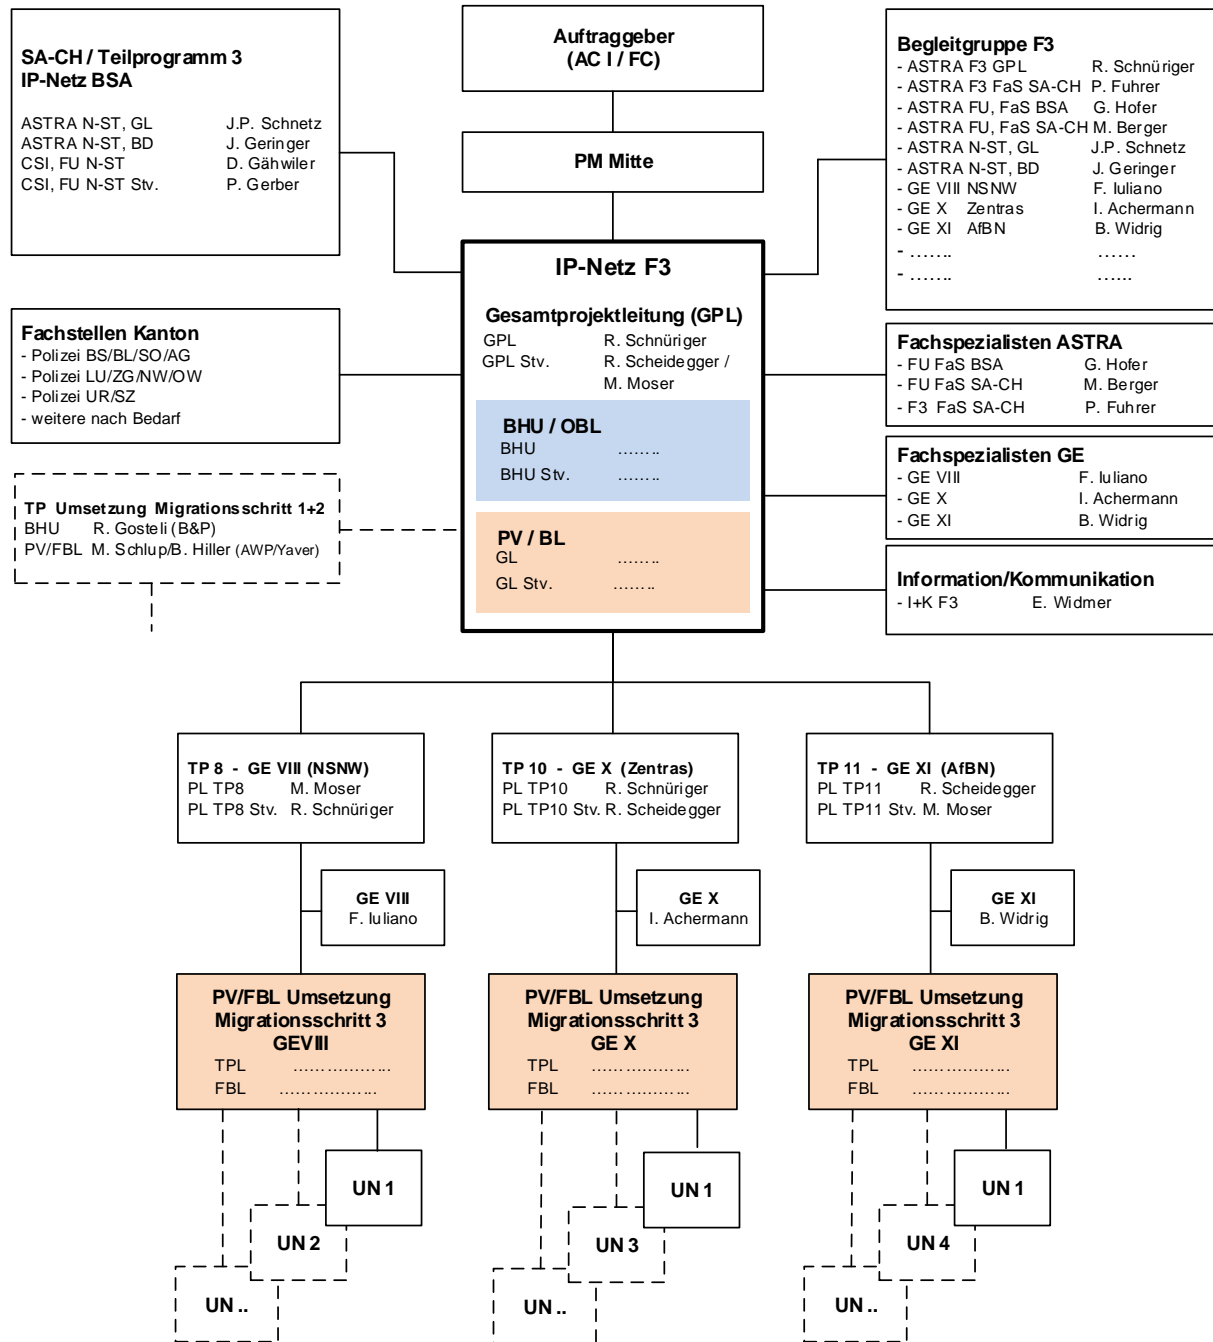 SA-CH / Teilprogramm 3
IP-Netz BSA
ASTRA N-ST, GL J.P. Schnetz
ASTRA N-ST, BD J. Geringer
CSI, FU N-ST D. Gähwiler
CSI, FU N-ST Stv. P. Gerber
Auftraggeber
(AC I / FC)
PM Mitte
Begleitgruppe F3
- ASTRA F3 GPL R. Schnüriger
- ASTRA F3 FaS SA-CH P. Fuhrer
- ASTRA FU, FaS BSA G. Hofer
- ASTRA FU, FaS SA-CH M. Berger
- ASTRA N-ST, GL J.P. Schnetz
- ASTRA N-ST, BD J. Geringer
- GE VIII NSNW F. Iuliano
- GE X Zentras I. Achermann
- GE XI AfBN B. Widrig
- ....... ......
- ....... ......
IP-Netz F3
Gesamtprojektleitung (GPL)
GPL R. Schnüriger
GPL Stv. R. Scheidegger /
M. Moser
BHU / OBL
BHU ........
BHU Stv. ........
PV / BL
GL ........
GL Stv. ........
Fachstellen Kanton
- Polizei BS/BL/SO/AG
- Polizei LU/ZG/NW/OW
- Polizei UR/SZ
- weitere nach Bedarf
TP Umsetzung Migrationsschritt 1+2
BHU R. Gosteli (B&P)
PV/FBL M. Schlup/B. Hiller (AWP/Yaver)
Fachspezialisten ASTRA
- FU FaS BSA G. Hofer
- FU FaS SA-CH M. Berger
- F3 FaS SA-CH P. Fuhrer
Fachspezialisten GE
- GE VIII F. Iuliano
- GE X I. Achermann
- GE XI B. Widrig
Information/Kommunikation
- I+K F3 E. Widmer
TP 8 - GE VIII (NSNW)
PL TP8 M. Moser
PL TP8 Stv. R. Schnüriger
TP 10 - GE X (Zentras)
PL TP10 R. Schnüriger
PL TP10 Stv. R. Scheidegger
TP 11 - GE XI (AfBN)
PL TP11 R. Scheidegger
PL TP11 Stv. M. Moser
GE VIII
F. Iuliano
GE X
I. Achermann
GE XI
B. Widrig
PV/FBL Umsetzung
Migrationsschritt 3
GEVIII
TPL ...................
FBL ...................
PV/FBL Umsetzung
Migrationsschritt 3
GE X
TPL ...................
FBL ...................
PV/FBL Umsetzung
Migrationsschritt 3
GE XI
TPL ...................
FBL ...................
UN 1
UN 2
UN ..
UN 1
UN 3
UN ..
UN 1
UN 4
UN ..